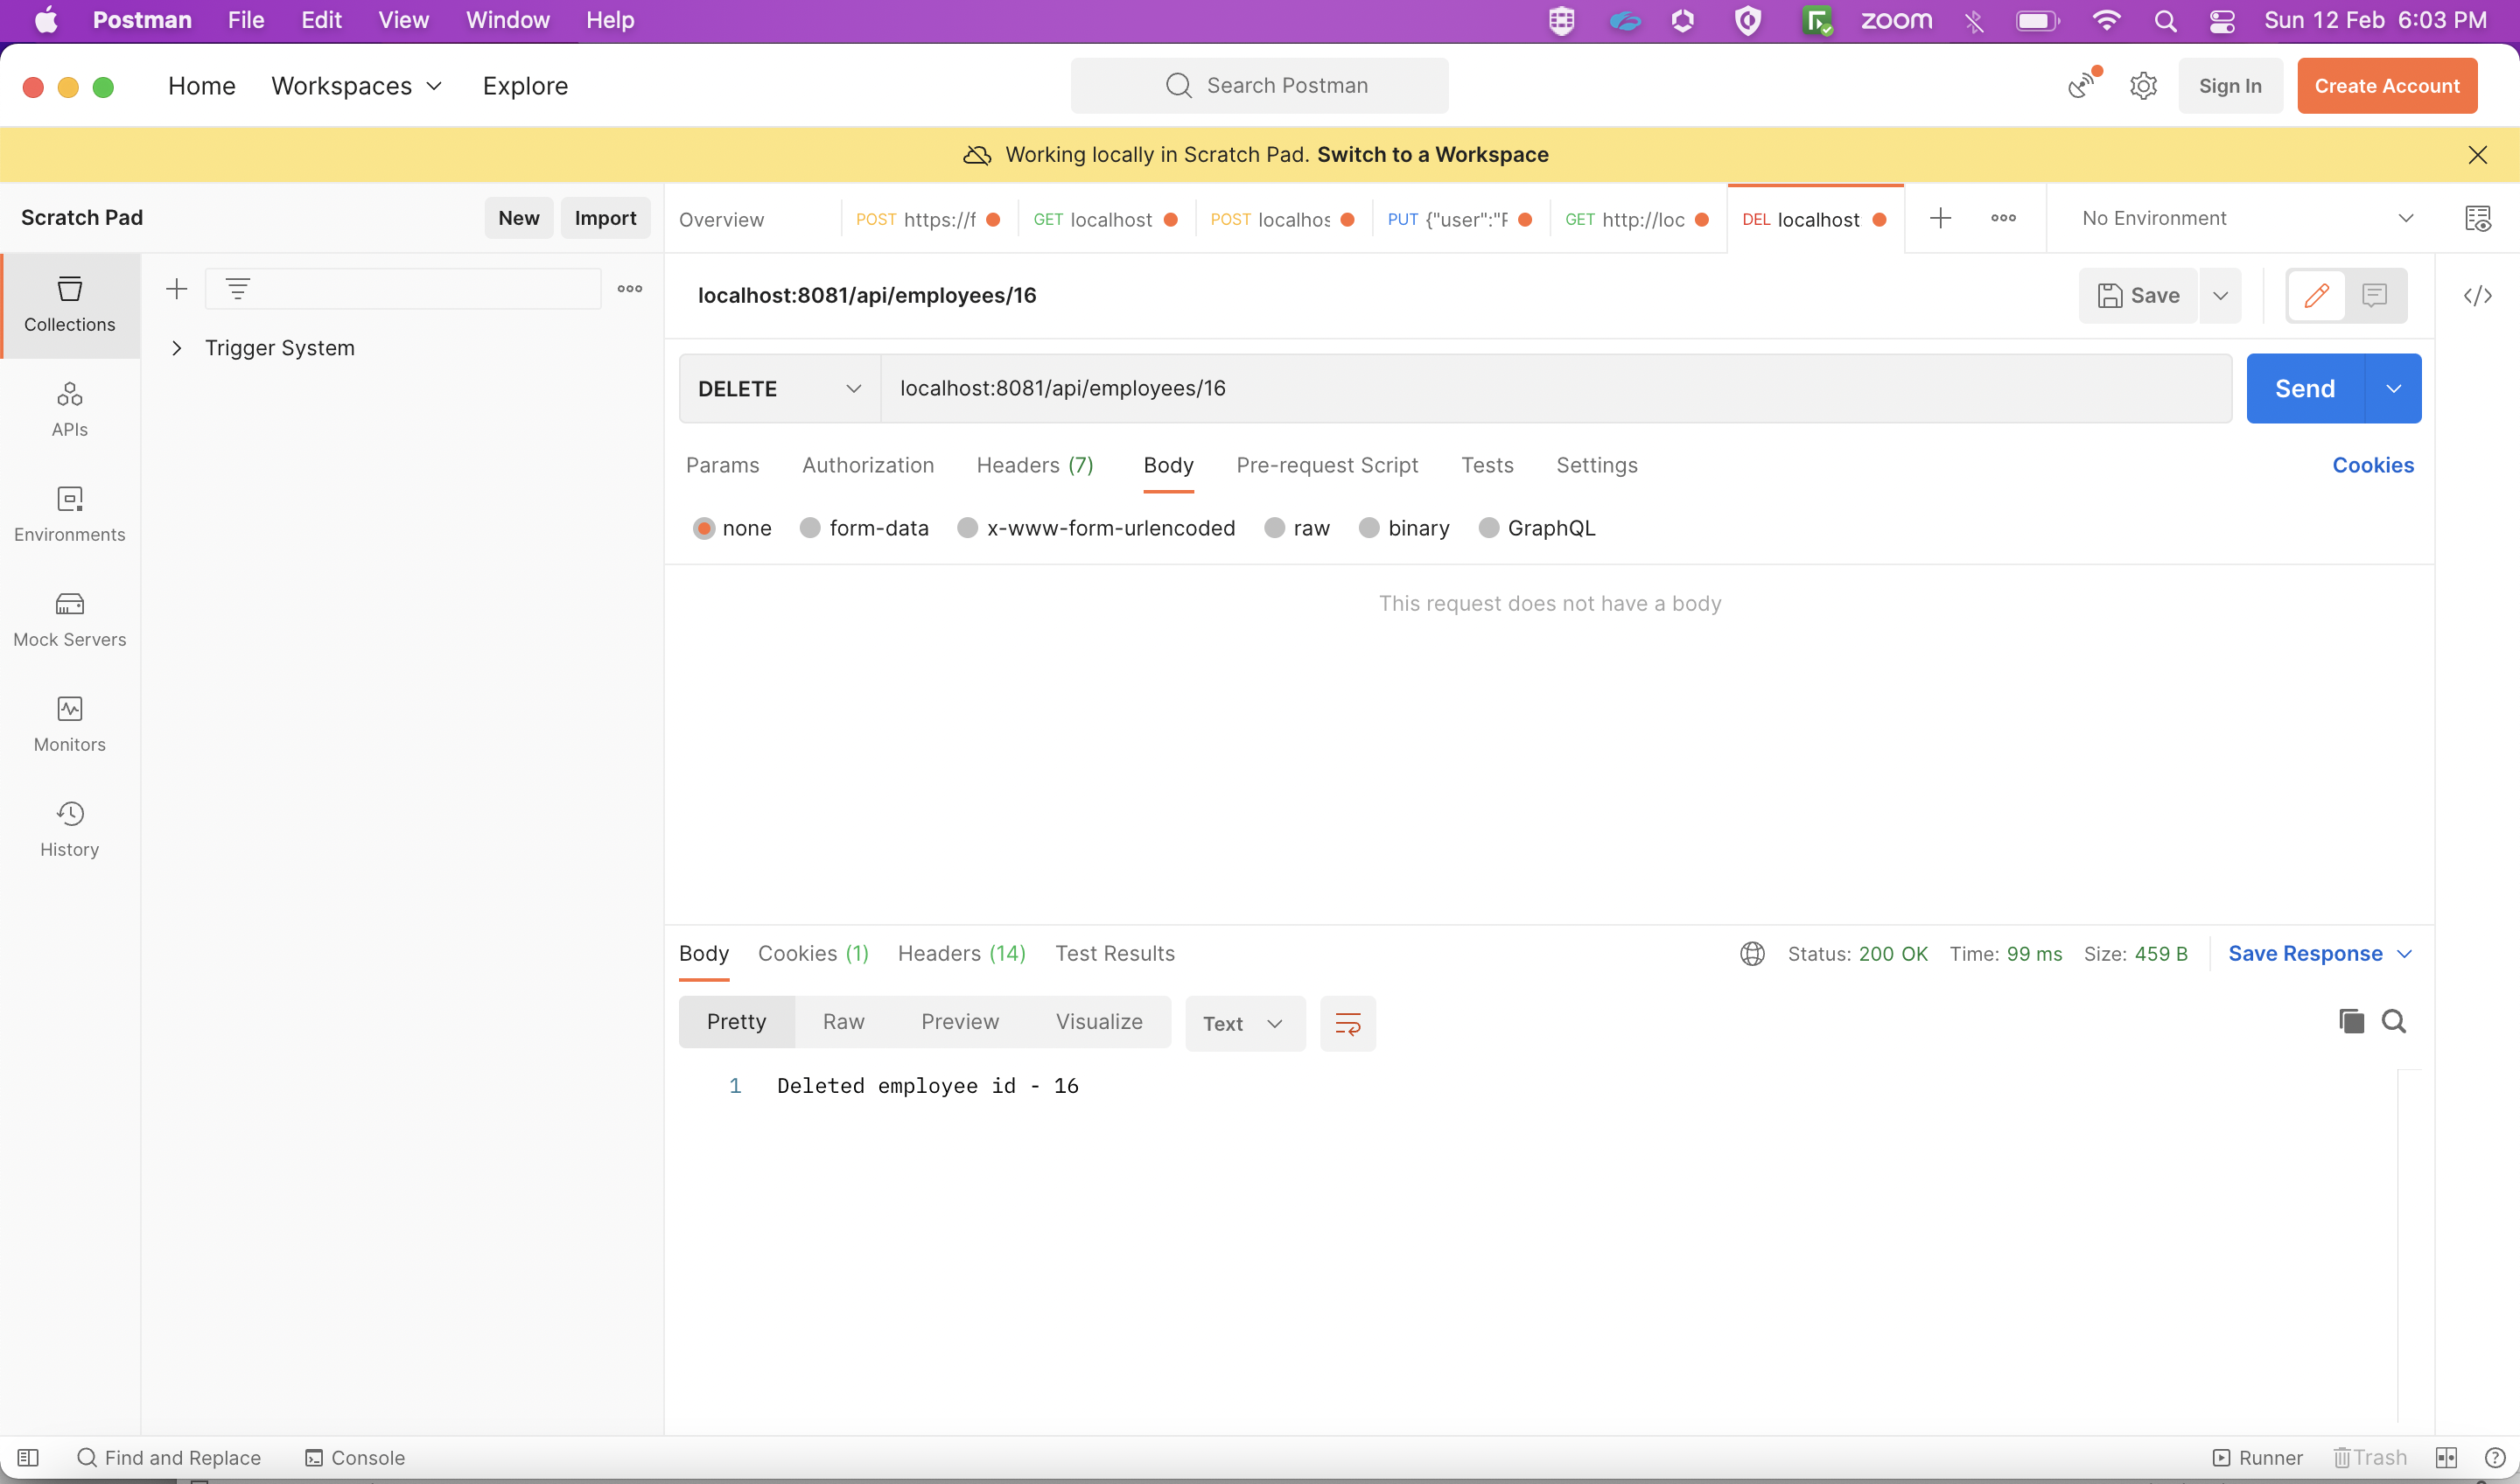 Postman File Edit View Window Help zoom Sun 12 Feb 6:03 PM
Home Workspaces Explore Search Postman Sign In Create Account
Working locally in Scratch Pad. Switch to a Workspace
Scratch Pad New Import Overview POST https://f GET localhost POST localhos PUT {"user":"F GET http://loc DEL localhost No Environment
Collections
APIs
Environments
Mock Servers
Monitors
History
Trigger System
localhost:8081/api/employees/16 Save
DELETE localhost:8081/api/employees/16 Send
Params Authorization Headers (7) Body Pre-request Script Tests Settings Cookies
none form-data x-www-form-urlencoded raw binary GraphQL
This request does not have a body
Body Cookies (1) Headers (14) Test Results Status: 200 OK Time: 99 ms Size: 459 B Save Response
Pretty Raw Preview Visualize Text
1 Deleted employee id - 16
Find and Replace Console Runner Trash